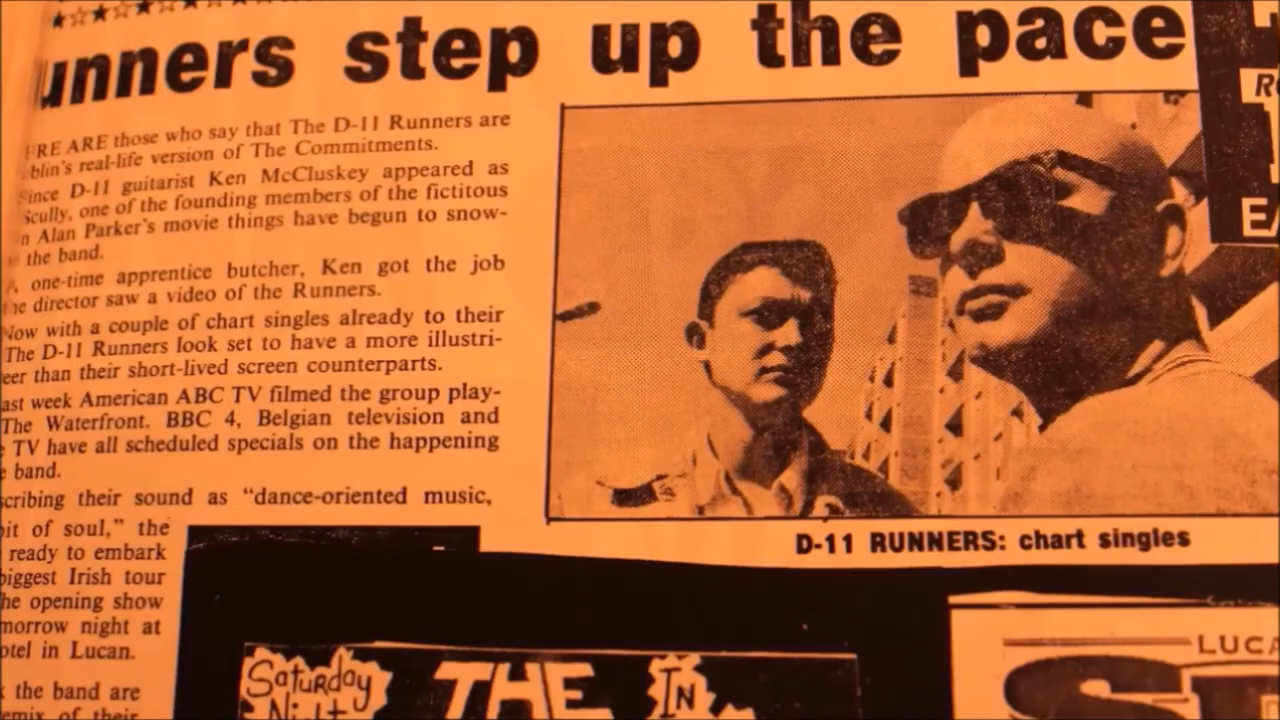 unners step up the pace
RE ARE those who say that The D-11 Runners are
blin's real-life version of The Commitments.
ince D-11 guitarist Ken McCluskey appeared as
Scully, one of the founding members of the fictitous
n Alan Parker's movie things have begun to snow-
the band.
A, one-time apprentice butcher, Ken got the job
he director saw a video of the Runners.
Now with a couple of chart singles already to their
The D-11 Runners look set to have a more illustri-
eer than their short-lived screen counterparts.
ast week American ABC TV filmed the group play-
The Waterfront. BBC 4, Belgian television and
e TV have all scheduled specials on the happening
e band.
scribing their sound as "dance-oriented music,
bit of soul," the
ready to embark
biggest Irish tour
he opening show
morrow night at
otel in Lucan.
the band are
emix of their
D-11 RUNNERS: chart singles
Saturday
Night
THE
IN
LUCA